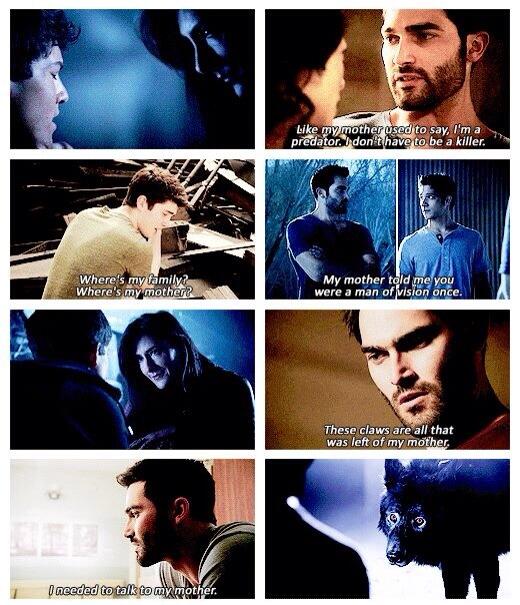 Like my mother used to say, I'm a
predator. I don't have to be a killer.
Where's my family?
Where's my mother?
My mother told me you
were a man of vision once.
These claws are all that
was left of my mother.
I needed to talk to my mother.